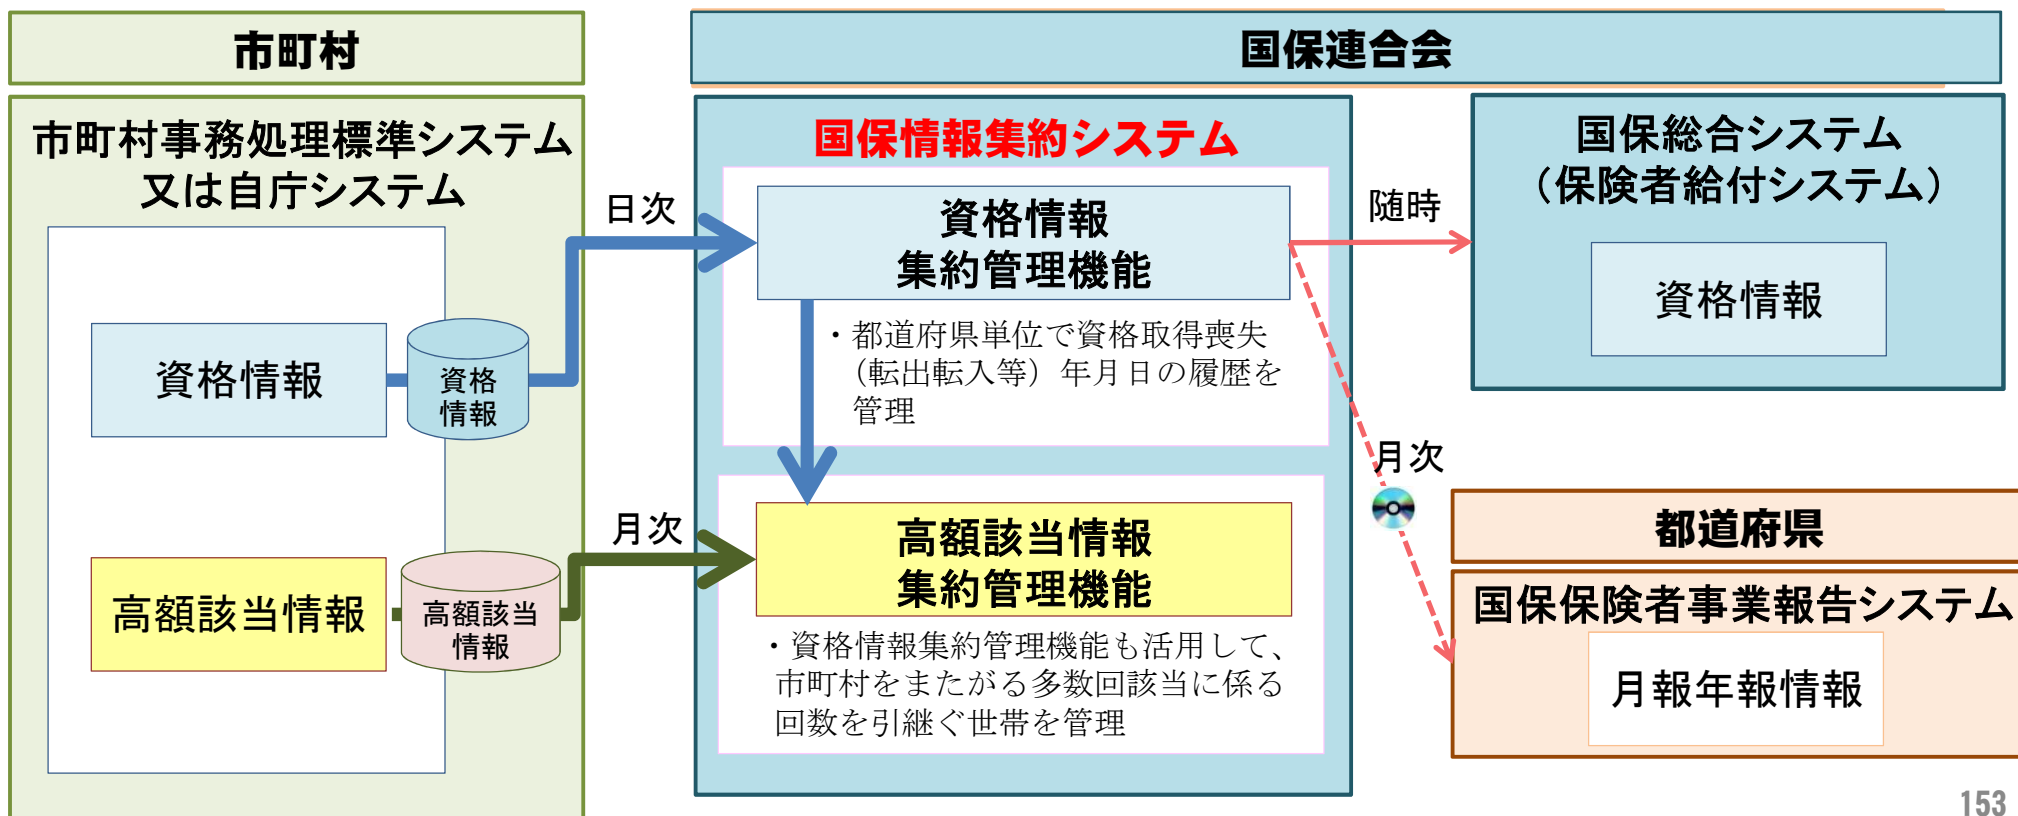 市町村
国保連合会
市町村事務処理標準システム
又は自庁システム
資格情報
資格
情報
高額該当情報
高額該当
情報
日次
月次
国保情報集約システム
資格情報
集約管理機能
・都道府県単位で資格取得喪失
（転出転入等）年月日の履歴を
管理
高額該当情報
集約管理機能
・資格情報集約管理機能も活用して、
市町村をまたがる多数回該当に係る
回数を引継ぐ世帯を管理
随時
月次
国保総合システム
（保険者給付システム）
資格情報
都道府県
国保保険者事業報告システム
月報年報情報
153